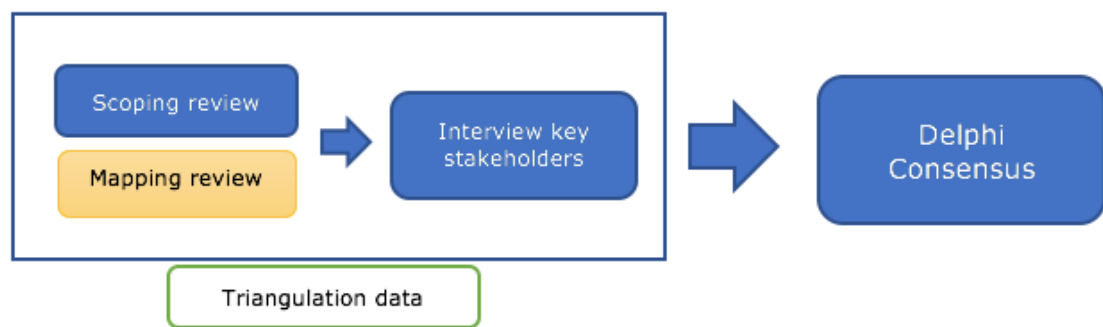 Scoping review
Mapping review
Interview key
stakeholders
Delphi
Consensus
Triangulation data